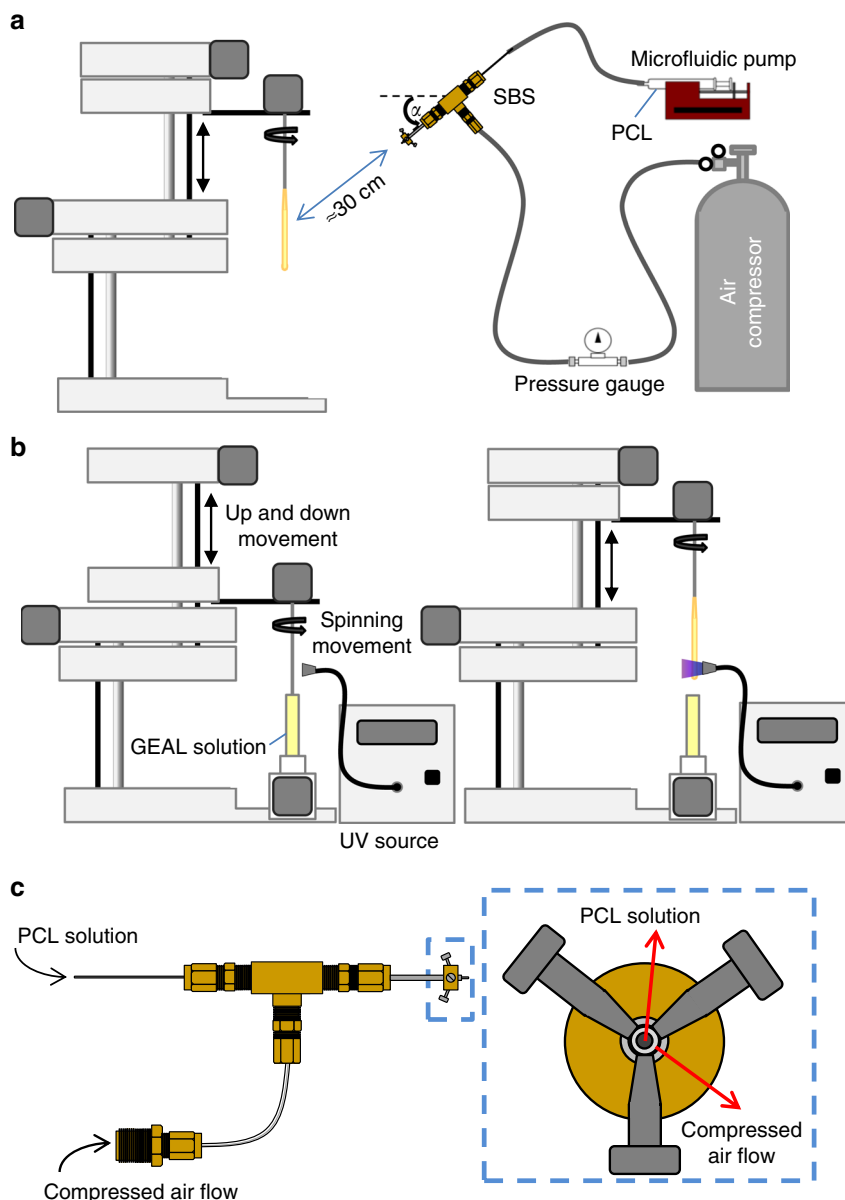 a
Microfluidic pump
SBS
PCL
α
≈30 cm
Air
compressor
Pressure gauge
b
Up and down
movement
Spinning
movement
GEAL solution
UV source
c
PCL solution
PCL solution
Compressed
air flow
Compressed air flow